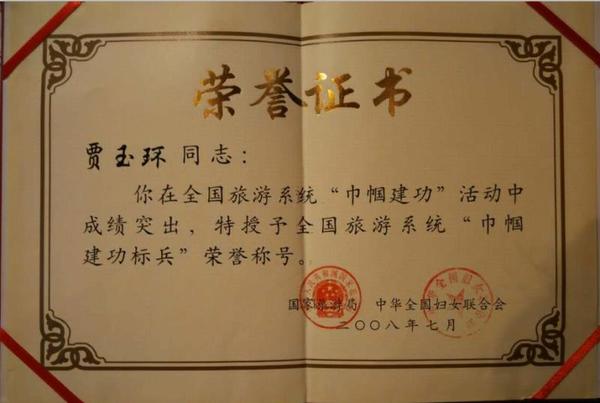 荣誉证书
贾玉环 同志：
你在全国旅游系统“巾帼建功”活动中
成绩突出，特授予全国旅游系统“巾帼
建功标兵”荣誉称号。
国家旅游局 中华全国妇女联合会
二〇〇八年七月